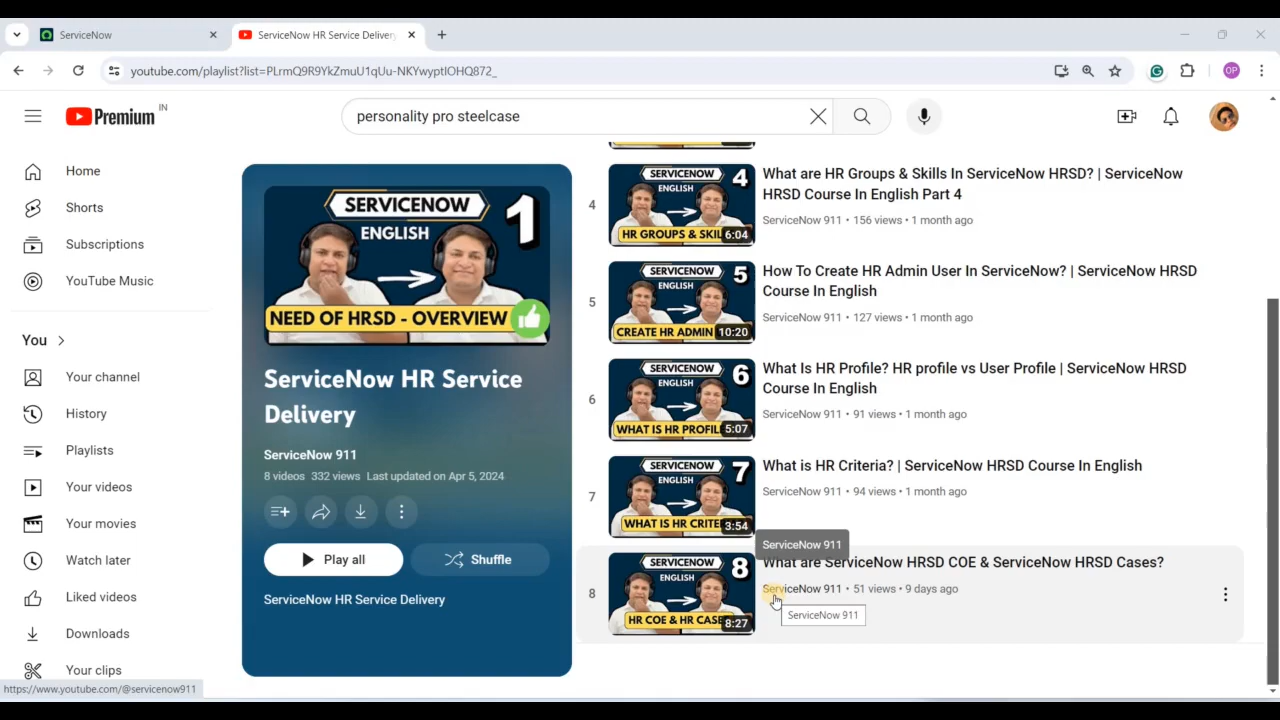 ServiceNow
ServiceNow HR Service Delivery
youtube.com/playlist?list=PLrmQ9R9YkZmuU1qUu-NKYwyptIOHQ872_
OP
Premium
IN
personality pro steelcase
Home
Shorts
Subscriptions
YouTube Music
You
Your channel
History
Playlists
Your videos
Your movies
Watch later
Liked videos
Downloads
Your clips
SERVICENOW
1
ENGLISH
NEED OF HRSD - OVERVIEW
ServiceNow HR Service
Delivery
ServiceNow 911
8 videos 332 views Last updated on Apr 5, 2024
Play all
Shuffle
ServiceNow HR Service Delivery
4
SERVICENOW
4
ENGLISH
HR GROUPS & SKIL
6:04
What are HR Groups & Skills In ServiceNow HRSD? | ServiceNow
HRSD Course In English Part 4
ServiceNow 911 • 156 views • 1 month ago
5
SERVICENOW
5
ENGLISH
CREATE HR ADMIN
10:20
How To Create HR Admin User In ServiceNow? | ServiceNow HRSD
Course In English
ServiceNow 911 • 127 views • 1 month ago
6
SERVICENOW
6
ENGLISH
WHAT IS HR PROFIL
5:07
What Is HR Profile? HR profile vs User Profile | ServiceNow HRSD
Course In English
ServiceNow 911 • 91 views • 1 month ago
7
SERVICENOW
7
ENGLISH
WHAT IS HR CRITE
3:54
What is HR Criteria? | ServiceNow HRSD Course In English
ServiceNow 911 • 94 views • 1 month ago
ServiceNow 911
8
SERVICENOW
8
ENGLISH
HR COE & HR CASE
8:27
What are ServiceNow HRSD COE & ServiceNow HRSD Cases?
ServiceNow 911 • 51 views • 9 days ago
ServiceNow 911
https://www.youtube.com/@servicenow911